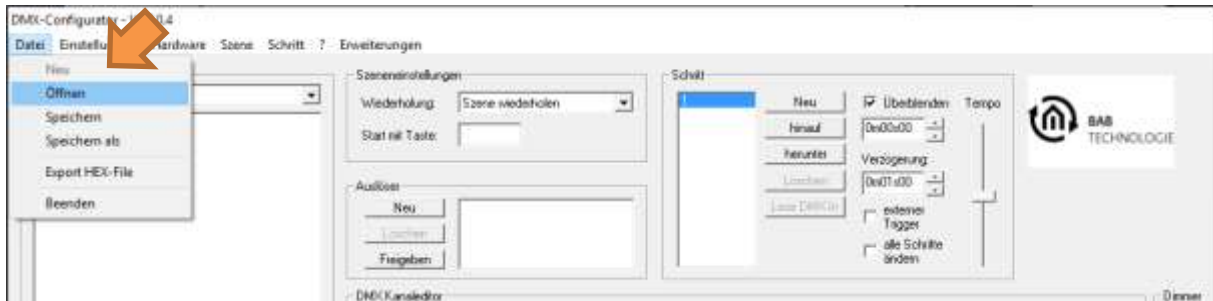 DMX-Configurator
Datei Hardware Szene Schritt ? Erweiterungen
Neu
Öffnen
Speichern
Speichern als
Export HEX-File
Beenden
Szeneneinstellungen
Wiederholung: Szene wiederholen
Start mit Taste:
Auslöser
Neu
Löschen
Freigeben
Schritt
1
Neu
hinauf
herunter
Löschen
Überblenden
0m00s00
Verzögerung:
0m01s00
externer
Trigger
alle Schritte
ändern
Tempo
BAB
TECHNOLOGIE
DMX Kanaleditor
Dimmer